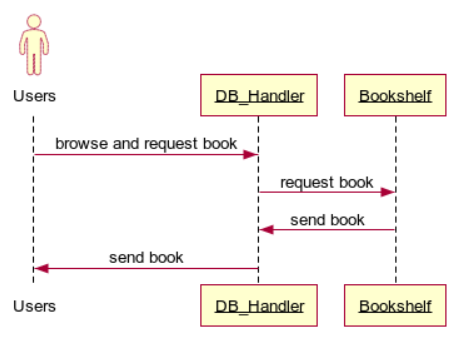 Users
DB_Handler
Bookshelf
browse and request book
request book
send book
send book
Users
DB_Handler
Bookshelf